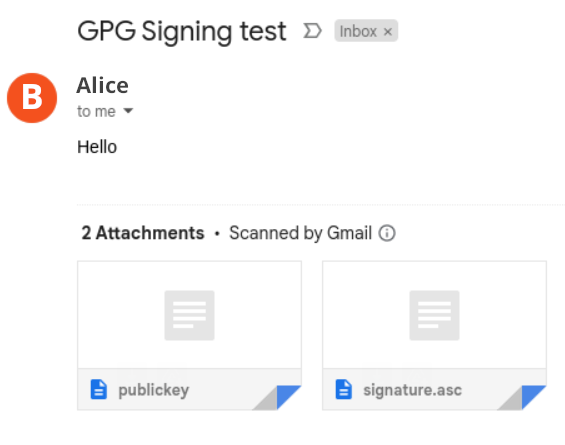 GPG Signing test Inbox ×
B Alice
to me
Hello
2 Attachments • Scanned by Gmail
publickey signature.asc